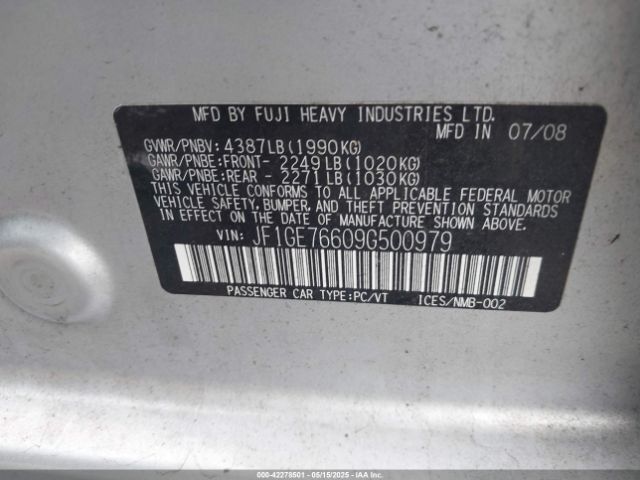 MFD BY FUJI HEAVY INDUSTRIES LTD.
MFD IN 07/08
GVWR/PNBV: 4387LB(1990KG)
GAWR/PNBE:FRONT- 2249LB(1020KG)
GAWR/PNBE:REAR - 2271LB(1030KG)
THIS VEHICLE CONFORMS TO ALL APPLICABLE FEDERAL MOTOR
VEHICLE SAFETY, BUMPER, AND THEFT PREVENTION STANDARDS
IN EFFECT ON THE DATE OF MANUFACTURE SHOWN ABOVE.
VIN: JF1GE76609G500979
PASSENGER CAR TYPE:PC/VT ICES/NMB-002
000-42278501 - 05/15/2025 - IAAI.COM